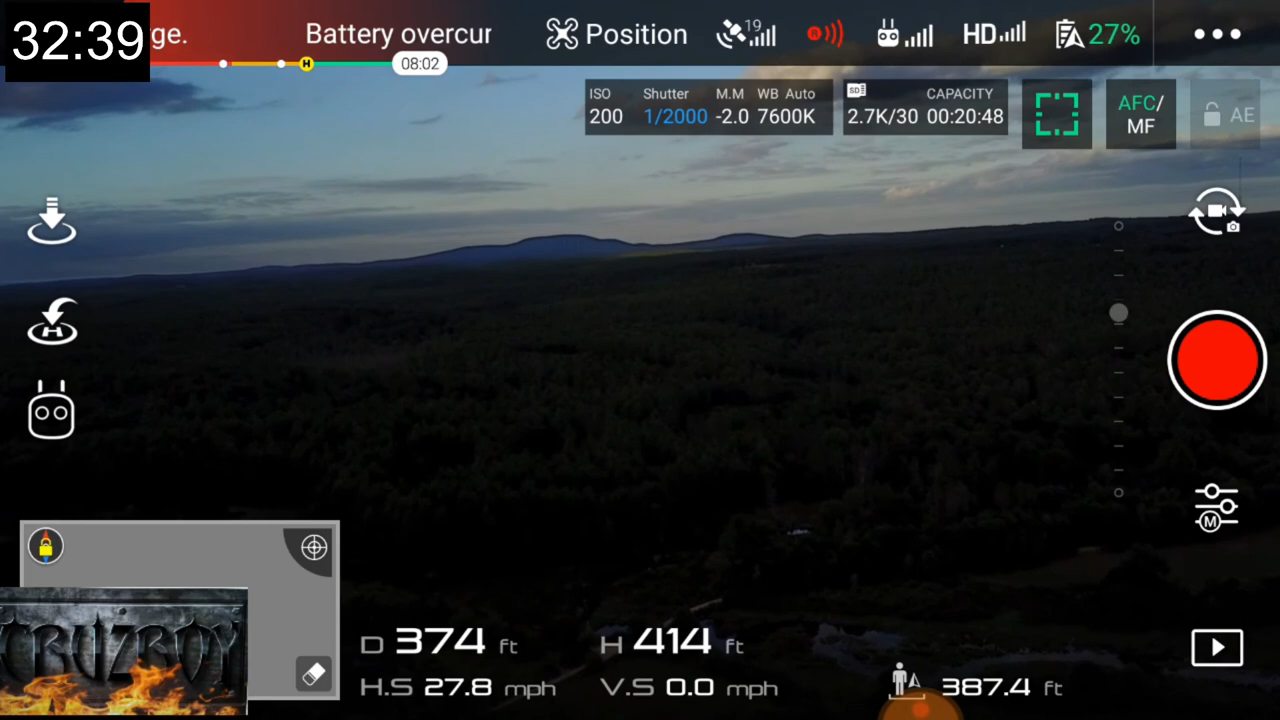 32:39 ge. Battery overcur Position 19 HD 27%
H 08:02
ISO Shutter M.M WB Auto SD CAPACITY
200 1/2000 -2.0 7600K 2.7K/30 00:20:48
AFC/
MF
AE
H
M
CRUZBOY
D 374 ft H 414 ft
H.S 27.8 mph V.S 0.0 mph 387.4 ft